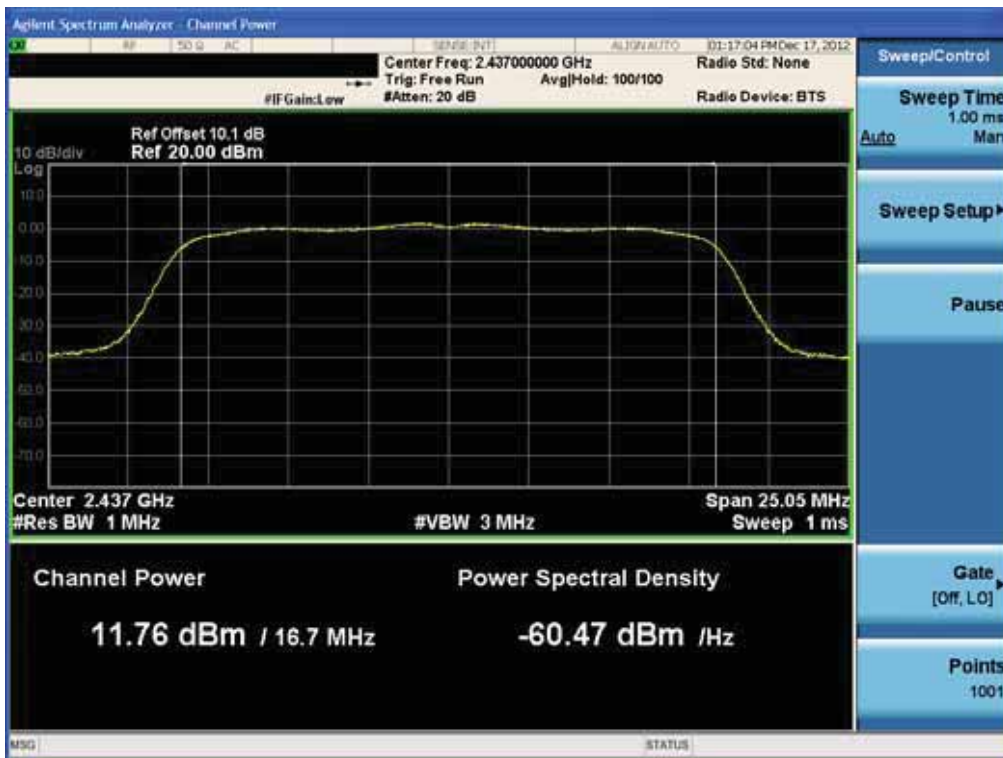 Agilent Spectrum Analyzer - Channel Power
RF 50 Ω AC SENSE:INT ALIGN AUTO 01:17:04 PM Dec 17, 2012
Center Freq: 2.437000000 GHz Radio Std: None
Trig: Free Run Avg|Hold: 100/100
#IFGain:Low #Atten: 20 dB Radio Device: BTS
Ref Offset 10.1 dB
10 dB/div Ref 20.00 dBm
Log
10.0
0.00
-10.0
-20.0
-30.0
-40.0
-50.0
-60.0
-70.0
Center 2.437 GHz Span 25.05 MHz
#Res BW 1 MHz #VBW 3 MHz Sweep 1 ms
Channel Power Power Spectral Density
11.76 dBm / 16.7 MHz -60.47 dBm /Hz
MSG STATUS
Sweep/Control
Sweep Time
1.00 ms
Auto Man
Sweep Setup
Pause
Gate
[Off, LO]
Points
1001